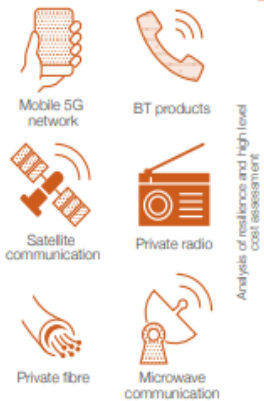 Mobile 5G
network
BT products
Satellite
communication
Private radio
Private fibre
Microwave
communication
Analysis of resilience and high level
cost assessment